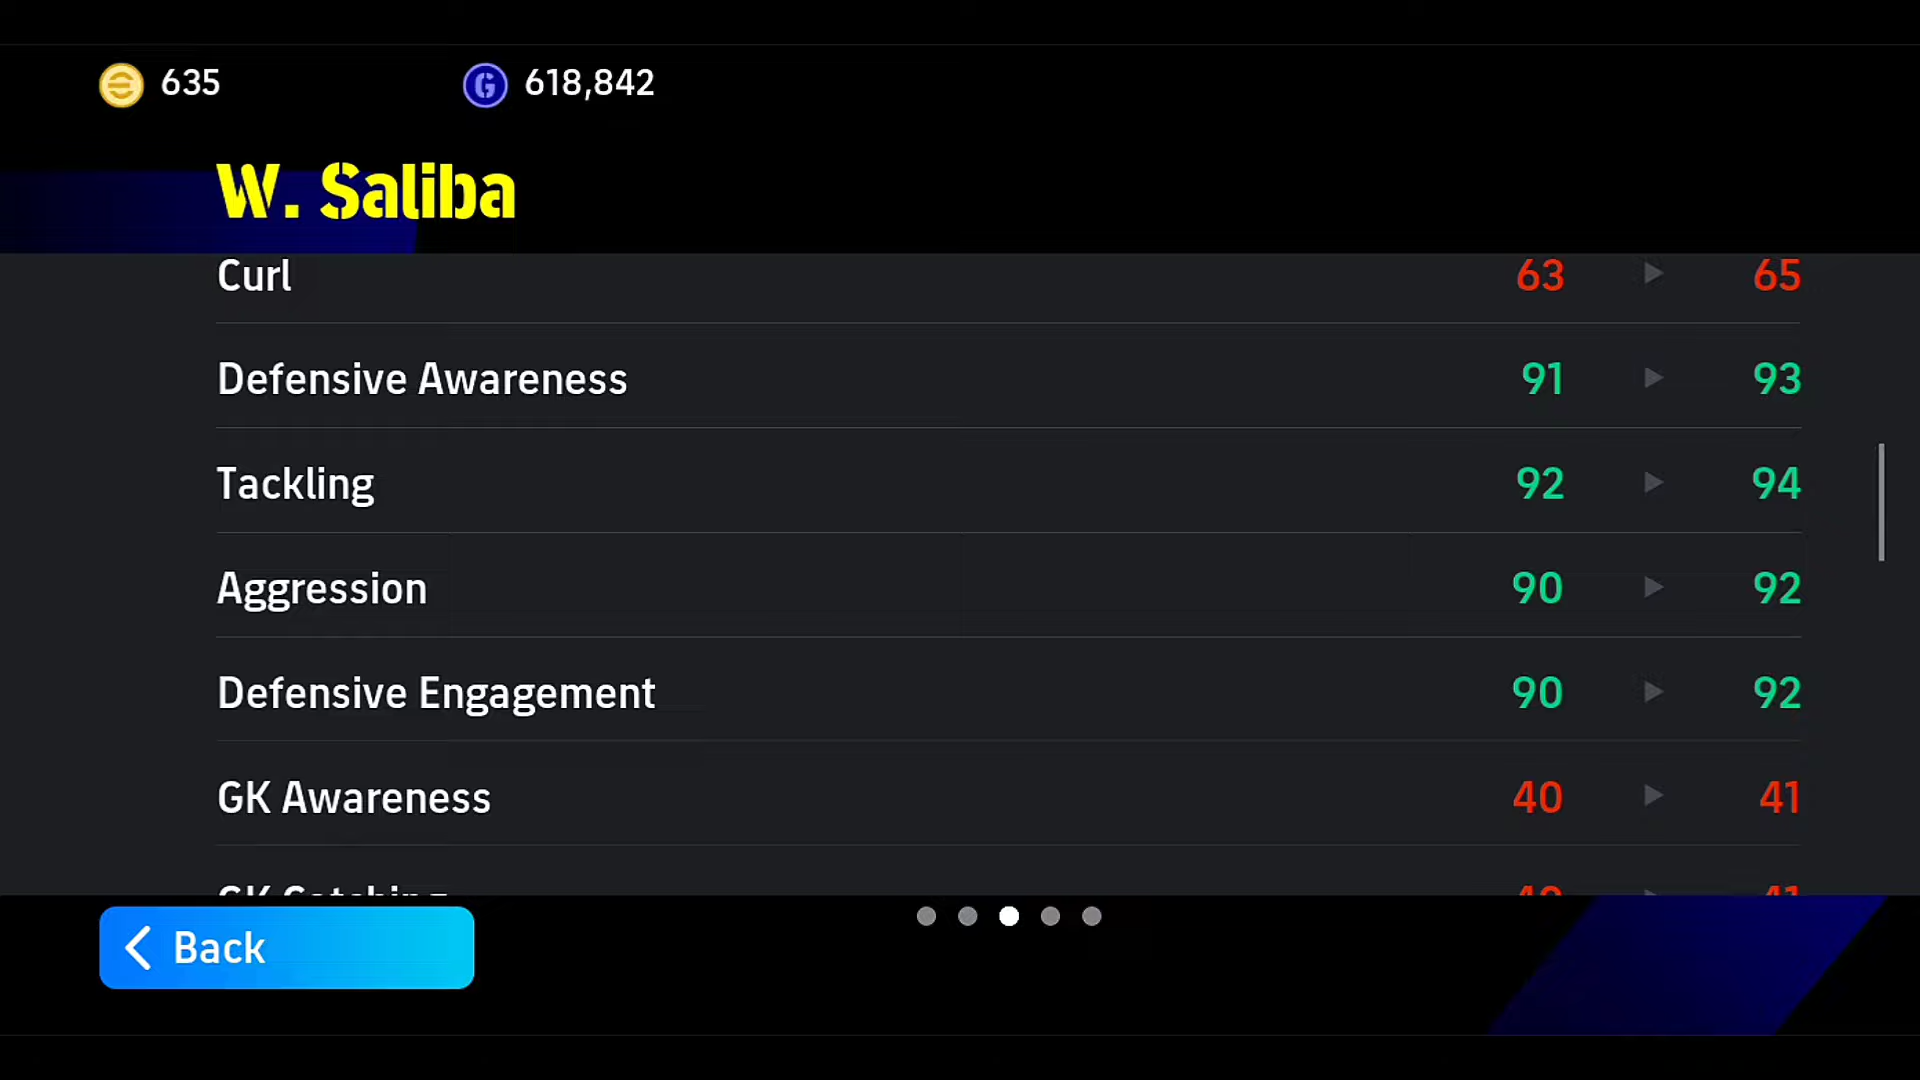 635 618,842
W. Saliba
Curl 63 65
Defensive Awareness 91 93
Tackling 92 94
Aggression 90 92
Defensive Engagement 90 92
GK Awareness 40 41
Back